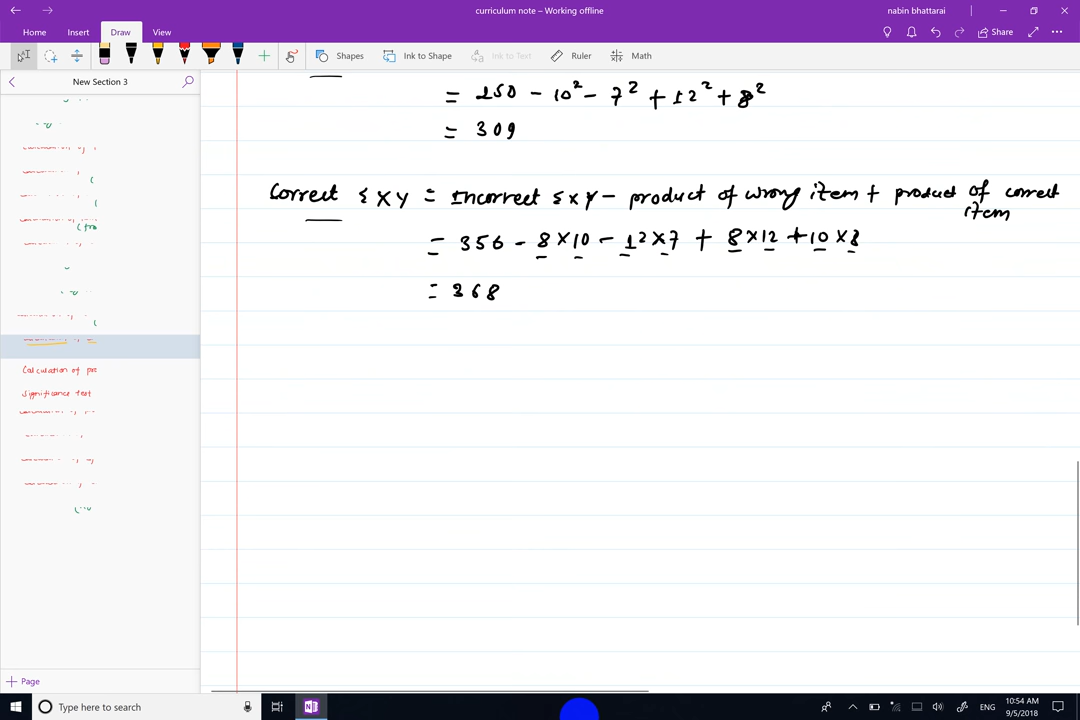 curriculum note – Working offline
nabin bhattarai
Home Insert Draw View
Share
Shapes Ink to Shape Ink to Text Ruler Math
New Section 3
= 250 - 10² - 7² + 12² + 8²
= 309
Correct ΣXY = Incorrect ΣXY - product of wrong item + product of correct
item
= 356 - 8×10 - 12×7 + 8×12 + 10×8
= 368
Calculation of
Significance test
+ Page
Type here to search
ENG
10:54 AM
9/5/2018